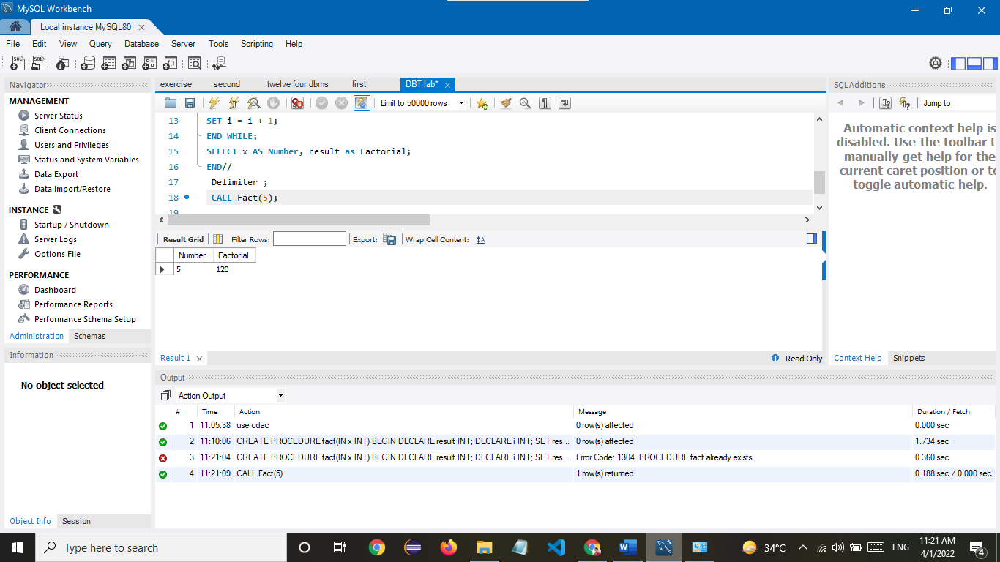 MySQL Workbench
Local instance MySQL80
File Edit View Query Database Server Tools Scripting Help
Navigator
MANAGEMENT
Server Status
Client Connections
Users and Privileges
Status and System Variables
Data Export
Data Import/Restore
INSTANCE
Startup / Shutdown
Server Logs
Options File
PERFORMANCE
Dashboard
Performance Reports
Performance Schema Setup
Administration Schemas
Information
No object selected
Object Info Session
exercise second twelve four dbms first DBT lab*
Limit to 50000 rows
13 SET i = i + 1;
14 END WHILE;
15 SELECT x AS Number, result as Factorial;
16 END//
17 Delimiter ;
18 CALL Fact(5);
19
Result Grid Filter Rows: Export: Wrap Cell Content:
Number Factorial
5 120
Result 1 Read Only
SQLAdditions
Jump to
Automatic context help is
disabled. Use the toolbar t
manually get help for the
current caret position or to
toggle automatic help.
Context Help Snippets
Output
Action Output
# Time Action Message Duration / Fetch
1 11:05:38 use cdac 0 row(s) affected 0.000 sec
2 11:10:06 CREATE PROCEDURE fact(IN x INT) BEGIN DECLARE result INT; DECLARE i INT; SET res... 0 row(s) affected 1.734 sec
3 11:21:04 CREATE PROCEDURE fact(IN x INT) BEGIN DECLARE result INT; DECLARE i INT; SET res... Error Code: 1304. PROCEDURE fact already exists 0.360 sec
4 11:21:09 CALL Fact(5) 1 row(s) returned 0.188 sec / 0.000 sec
Type here to search
34°C
ENG
11:21 AM
4/1/2022
4